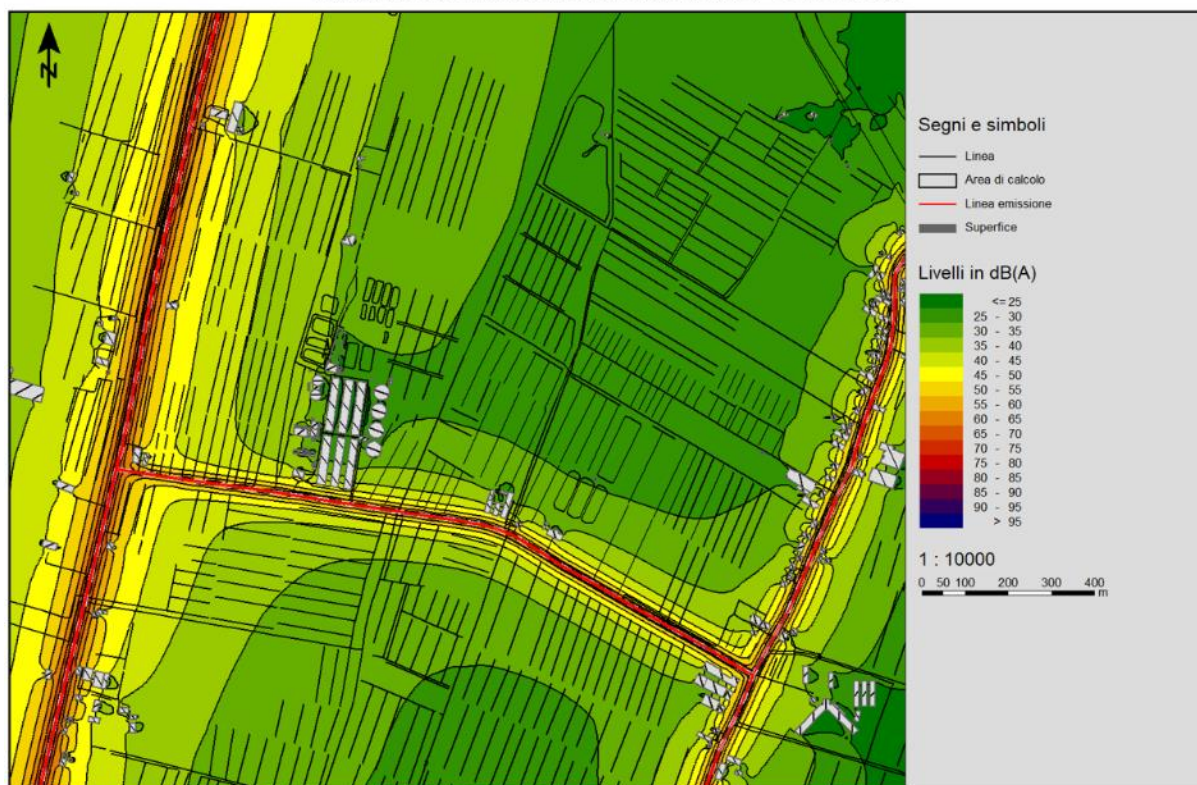 N
Segni e simboli
Linea
Area di calcolo
Linea emissione
Superfice
Livelli in dB(A)
<= 25
25 - 30
30 - 35
35 - 40
40 - 45
45 - 50
50 - 55
55 - 60
60 - 65
65 - 70
70 - 75
75 - 80
80 - 85
85 - 90
90 - 95
> 95
1 : 10000
0 50 100 200 300 400
m